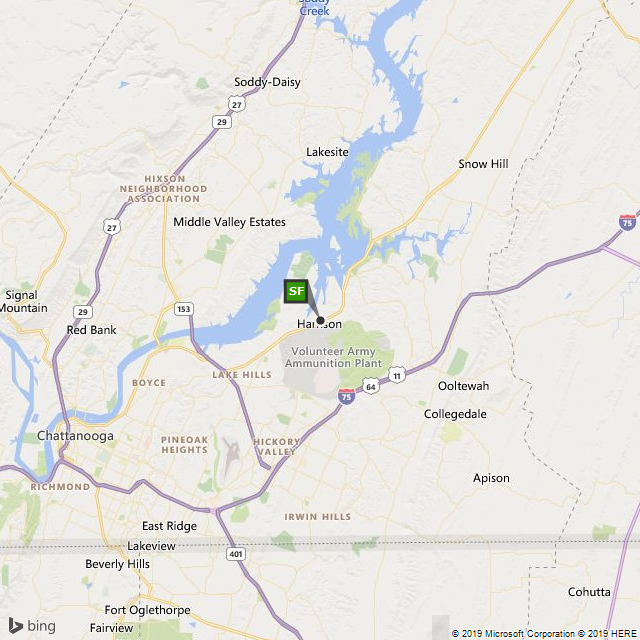 Soddy
Creek
Soddy-Daisy
27
29
Lakesite
Snow Hill
HIXSON
NEIGHBORHOOD
ASSOCIATION
Middle Valley Estates
27
75
SF
Signal
Mountain
29
153
Red Bank
Harrison
Volunteer Army
Ammunition Plant
LAKE HILLS
BOYCE
64
11
75
Ooltewah
Collegedale
Chattanooga
PINEOAK
HEIGHTS
HICKORY
VALLEY
Apison
RICHMOND
IRWIN HILLS
East Ridge
Lakeview
401
Beverly Hills
Cohutta
Fort Oglethorpe
Fairview
bing
© 2019 Microsoft Corporation © 2019 HERE